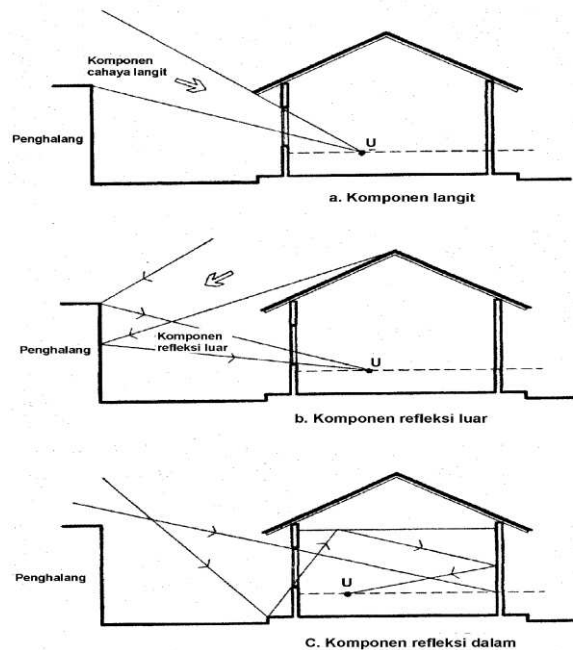 Komponen
cahaya langit
Penghalang
U
a. Komponen langit
Penghalang
Komponen
refleksi luar
U
b. Komponen refleksi luar
Penghalang
U
C. Komponen refleksi dalam